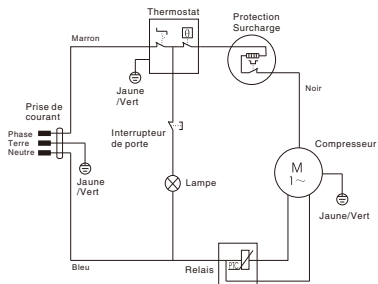 Thermostat
Protection
Surcharge
Marron
Jaune
/Vert
Noir
Prise de
courant
Phase
Terre
Neutre
Interrupteur
de porte
Compresseur
M
1~
Jaune
/Vert
Lampe
Jaune/Vert
Bleu
Relais
PTC